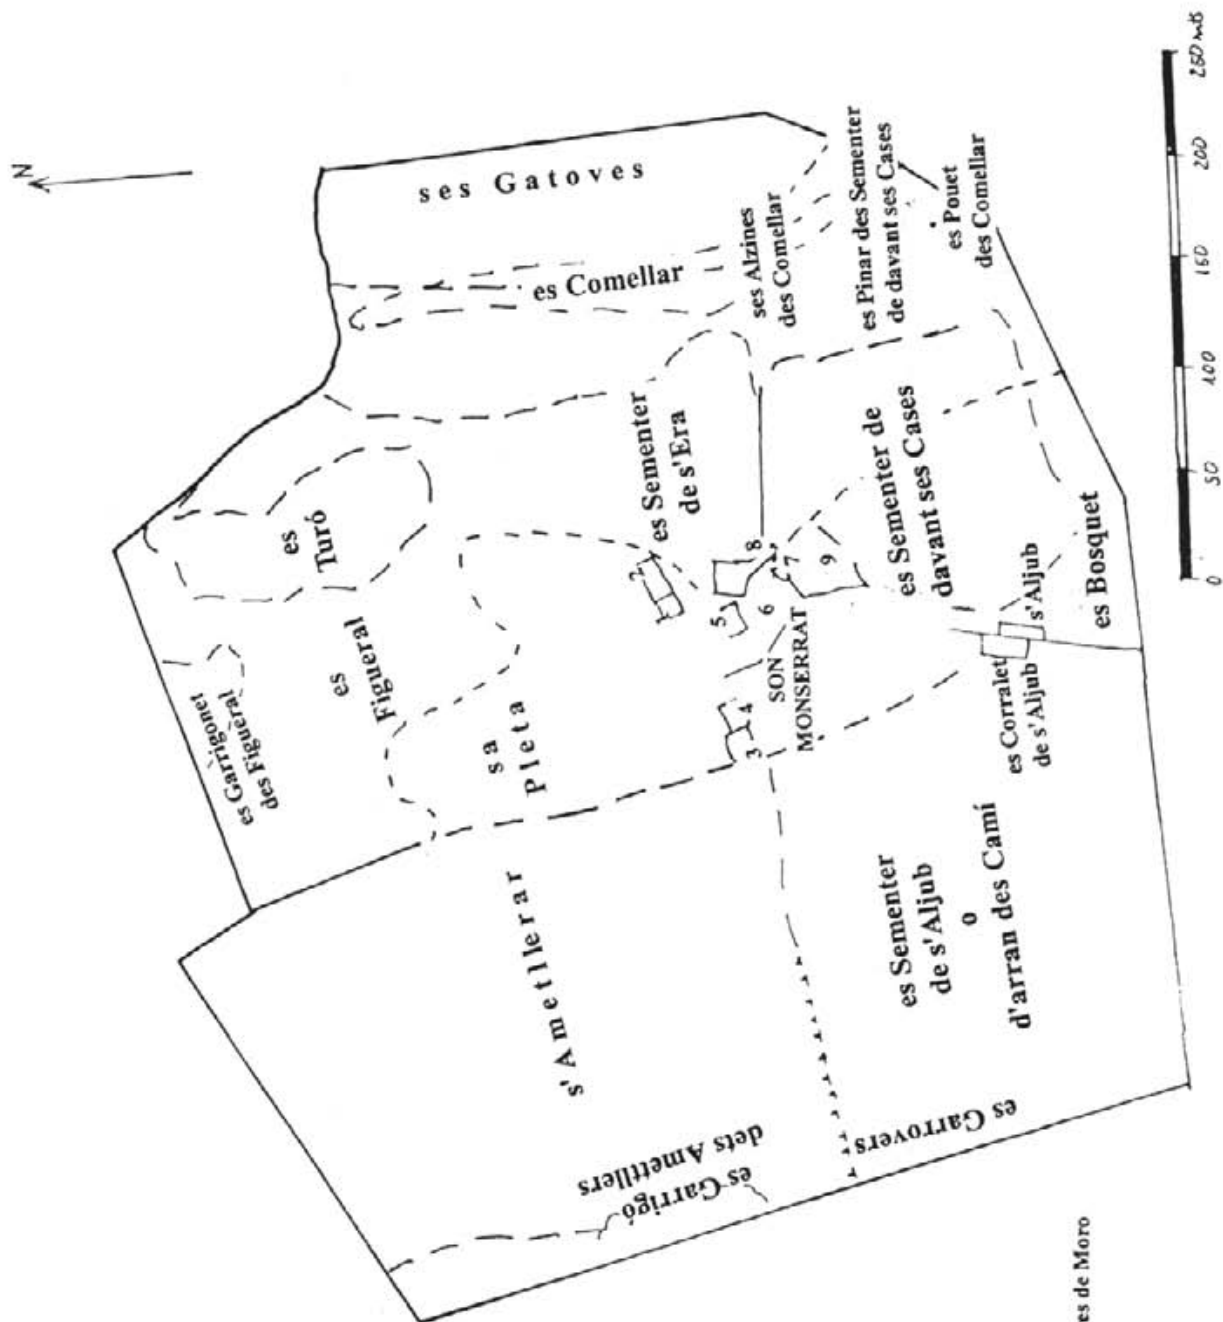 N
ses Gatoves
es Comellar
ses Alzines
des Comellar
es Pinar des Sementer
de davant ses Cases
es Pouet
des Comellar
es
Turó
es Sementer
de s'Era
es Garrigonet
des Figueral
es
Figueral
sa
Pleta
1
2
3
4
5
6
7
8
9
SON
MONSERRAT
es Sementer de
davant ses Cases
s'Aljub
es Bosquet
es Corralet
de s'Aljub
s'Ametllerar
es Sementer
de s'Aljub
o
d'arran des Camí
es Garrigó
dets Ametllers
es Garrovers
es de Moro
0
50
100
150
200
250 mts